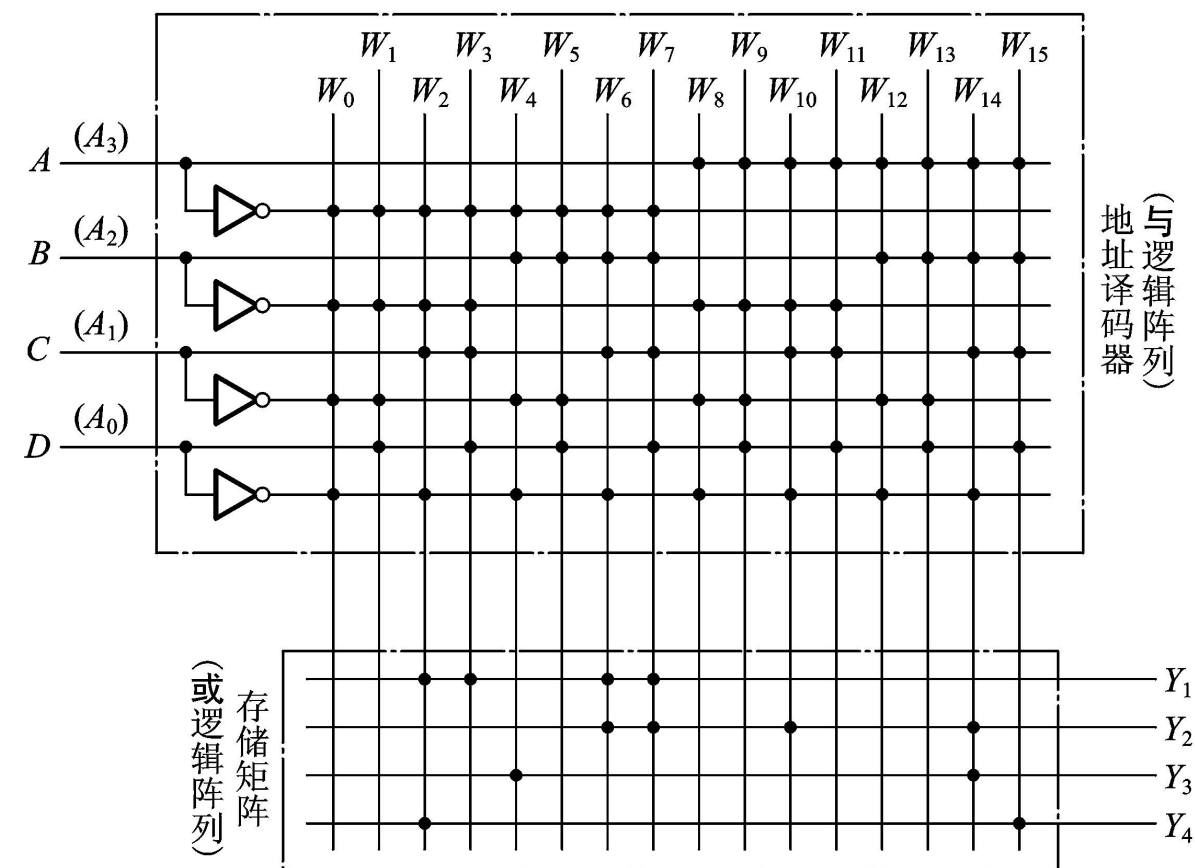 W₁ W₃ W₅ W₇ W₉ W₁₁ W₁₃ W₁₅
W₀ W₂ W₄ W₆ W₈ W₁₀ W₁₂ W₁₄
A (A₃)
B (A₂)
C (A₁)
D (A₀)
地址译码器
(与逻辑阵列)
存储矩阵
(或逻辑阵列)
Y₁
Y₂
Y₃
Y₄